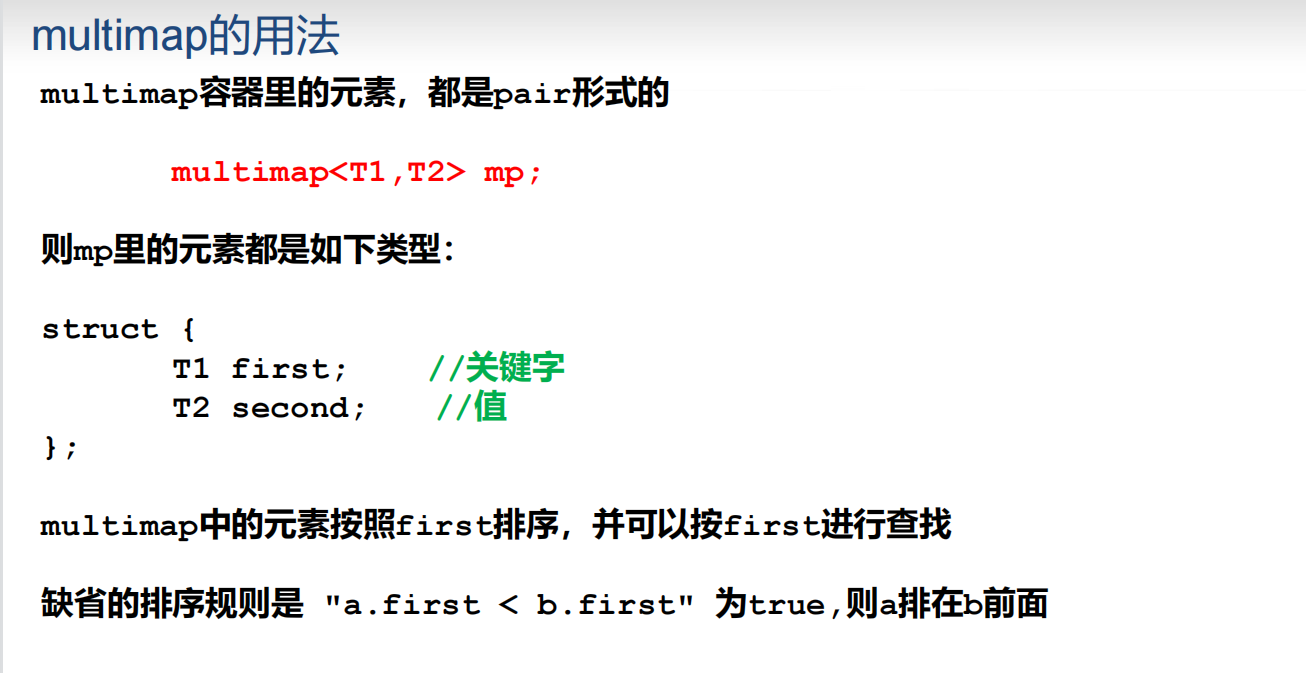 multimap的用法
multimap容器里的元素，都是pair形式的
multimap<T1,T2> mp;
则mp里的元素都是如下类型：
struct {
T1 first; //关键字
T2 second; //值
};
multimap中的元素按照first排序，并可以按first进行查找
缺省的排序规则是 "a.first < b.first" 为true,则a排在b前面